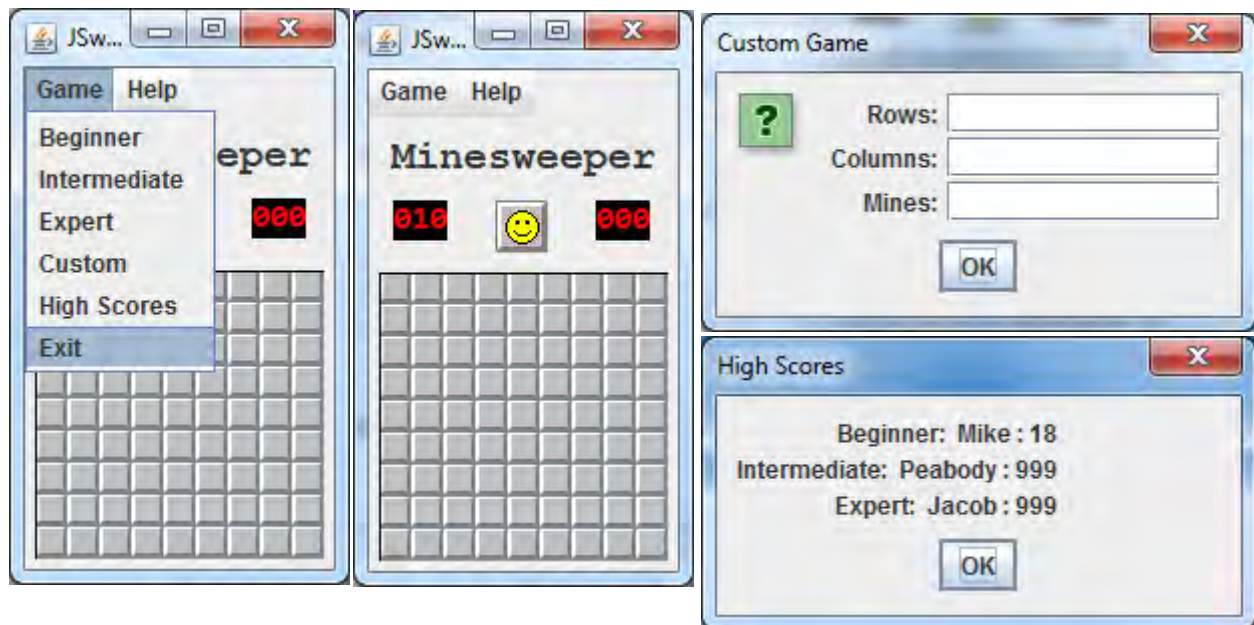 JSw...
Game Help
Beginner
Intermediate
Expert
Custom
High Scores
Exit
eper
000
JSw...
Game Help
Minesweeper
010
000
Custom Game
?
Rows:
Columns:
Mines:
OK
High Scores
Beginner: Mike : 18
Intermediate: Peabody : 999
Expert: Jacob : 999
OK